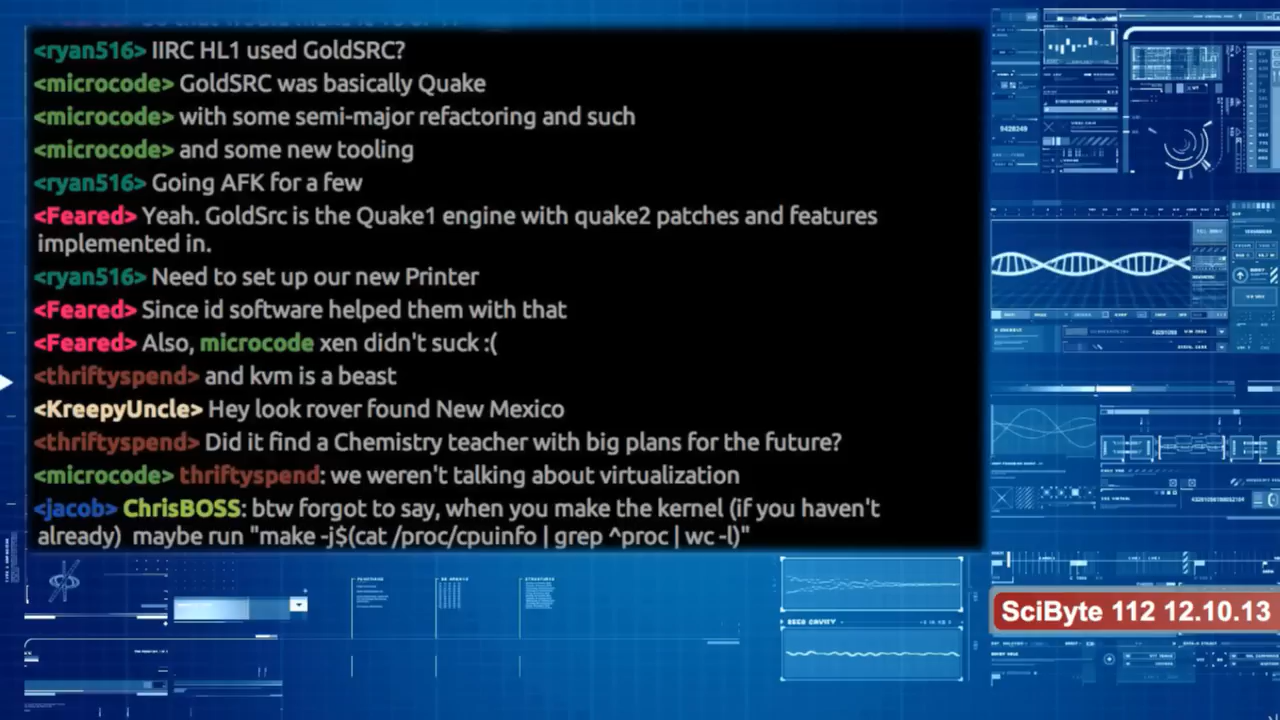 <ryan516> IIRC HL1 used GoldSRC?
<microcode> GoldSRC was basically Quake
<microcode> with some semi-major refactoring and such
<microcode> and some new tooling
<ryan516> Going AFK for a few
<Feared> Yeah. GoldSrc is the Quake1 engine with quake2 patches and features
implemented in.
<ryan516> Need to set up our new Printer
<Feared> Since id software helped them with that
<Feared> Also, microcode xen didn't suck :(
<thriftyspend> and kvm is a beast
<KreepyUncle> Hey look rover found New Mexico
<thriftyspend> Did it find a Chemistry teacher with big plans for the future?
<microcode> thriftyspend: we weren't talking about virtualization
<jacob> ChrisBOSS: btw forgot to say, when you make the kernel (if you haven't
already) maybe run "make -j$(cat /proc/cpuinfo | grep ^proc | wc -l)"
9428249
SciByte 112 12.10.13